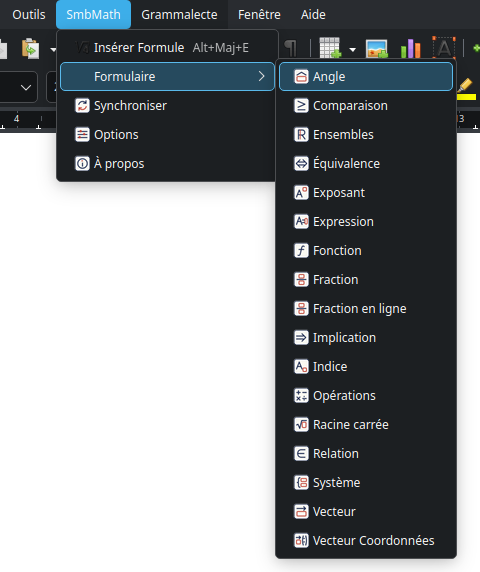 Outils SmbMath Grammalecte Fenêtre Aide
Insérer Formule Alt+Maj+E
Formulaire
Synchroniser
Options
À propos
Angle
Comparaison
Ensembles
Équivalence
Exposant
Expression
Fonction
Fraction
Fraction en ligne
Implication
Indice
Opérations
Racine carrée
Relation
Système
Vecteur
Vecteur Coordonnées
4